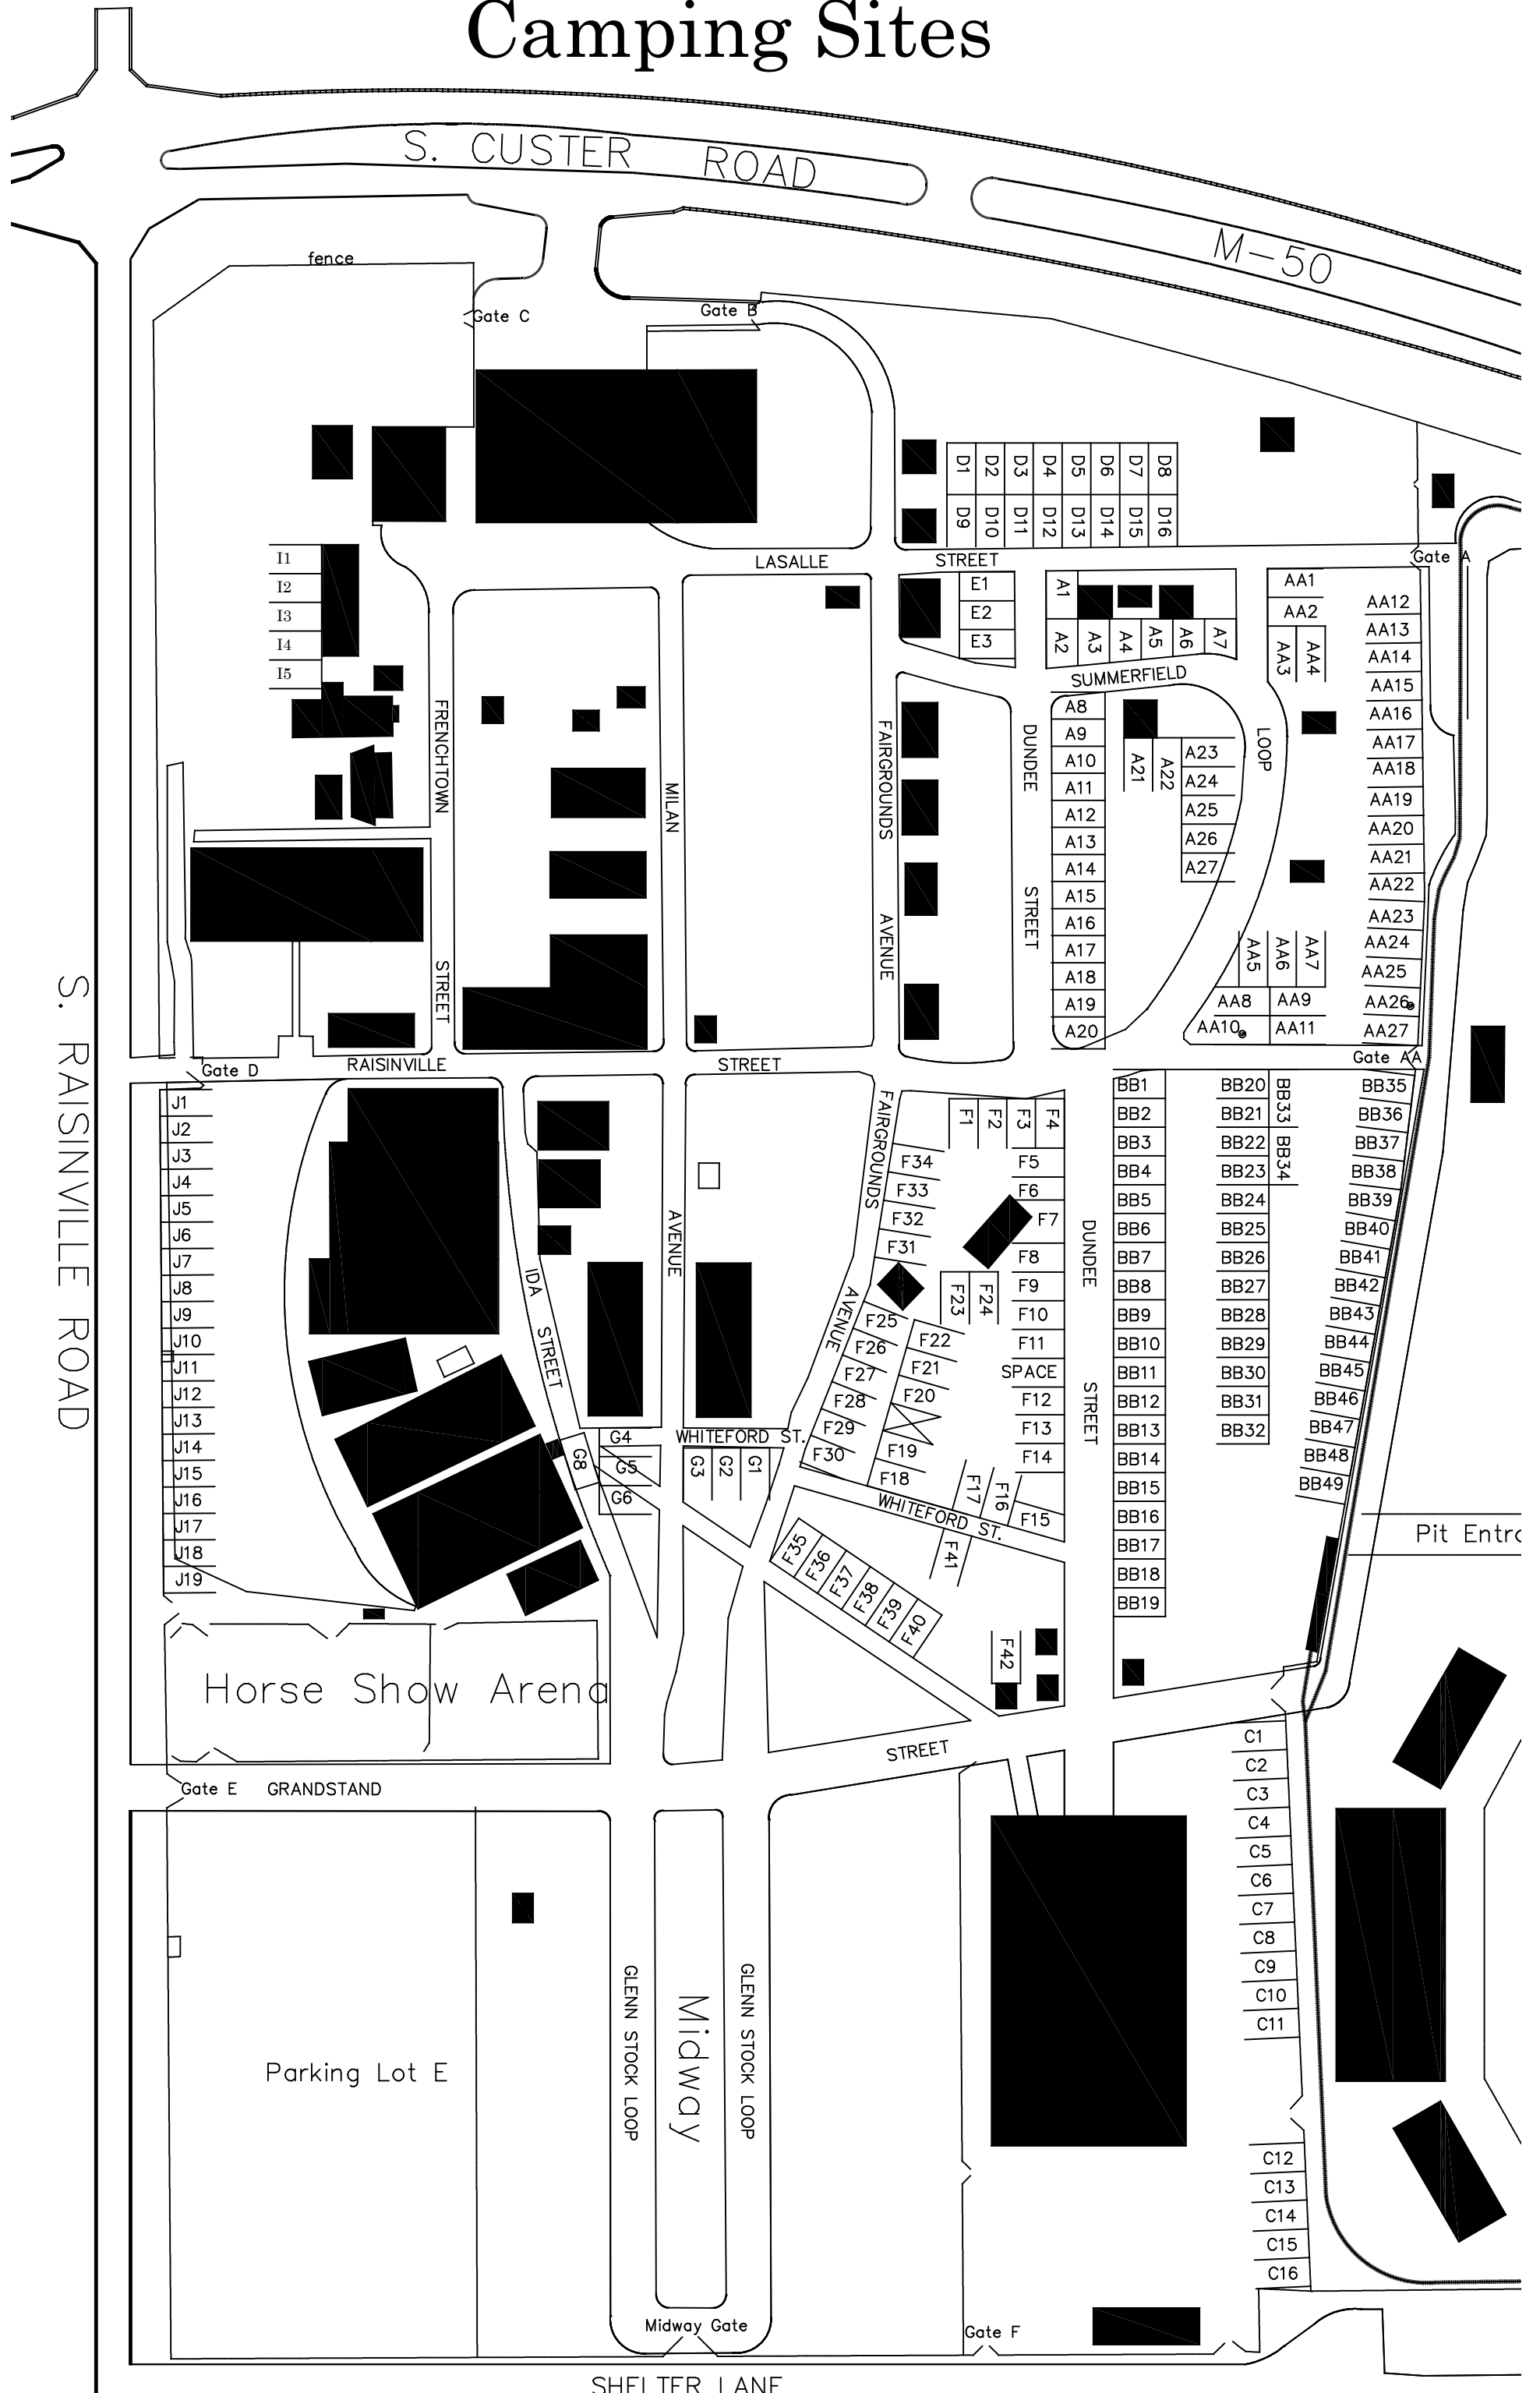 Camping Sites
S. CUSTER ROAD
M-50
fence
Gate C
Gate B
D1 D2 D3 D4 D5 D6 D7 D8
D9 D10 D11 D12 D13 D14 D15 D16
LASALLE STREET
Gate A
I1
I2
I3
I4
I5
E1
E2
E3
A1
A2 A3 A4 A5 A6 A7
AA1
AA2
AA3 AA4
AA12
AA13
AA14
AA15
AA16
AA17
AA18
AA19
AA20
AA21
AA22
AA23
AA24
AA25
AA26
AA27
SUMMERFIELD
LOOP
FRENCHTOWN
STREET
MILAN
FAIRGROUNDS
AVENUE
DUNDEE
STREET
A8
A9
A10
A11
A12
A13
A14
A15
A16
A17
A18
A19
A20
A21 A22
A23
A24
A25
A26
A27
AA5 AA6 AA7
AA8 AA9
AA10 AA11
S. RAISINVILLE ROAD
Gate D
RAISINVILLE STREET
Gate AA
J1
J2
J3
J4
J5
J6
J7
J8
J9
J10
J11
J12
J13
J14
J15
J16
J17
J18
J19
IDA
STREET
AVENUE
FAIRGROUNDS
AVENUE
F1 F2 F3 F4
F5
F6
F7
F8
F9
F10
F11
SPACE
F12
F13
F14
F15
F34
F33
F32
F31
F23 F24
F25
F26
F27
F28
F29
F30
F22
F21
F20
F19
F18
F17 F16
DUNDEE
STREET
BB1
BB2
BB3
BB4
BB5
BB6
BB7
BB8
BB9
BB10
BB11
BB12
BB13
BB14
BB15
BB16
BB17
BB18
BB19
BB20
BB21
BB22
BB23
BB24
BB25
BB26
BB27
BB28
BB29
BB30
BB31
BB32
BB33
BB34
BB35
BB36
BB37
BB38
BB39
BB40
BB41
BB42
BB43
BB44
BB45
BB46
BB47
BB48
BB49
G4
G5
G6
G8
WHITEFORD ST.
G3 G2 G1
WHITEFORD ST.
F41
F35
F36
F37
F38
F39
F40
F42
Pit Entrc
Horse Show Arena
STREET
Gate E GRANDSTAND
C1
C2
C3
C4
C5
C6
C7
C8
C9
C10
C11
C12
C13
C14
C15
C16
GLENN STOCK LOOP
Midway
GLENN STOCK LOOP
Parking Lot E
Midway Gate
Gate F
SHELTER LANE